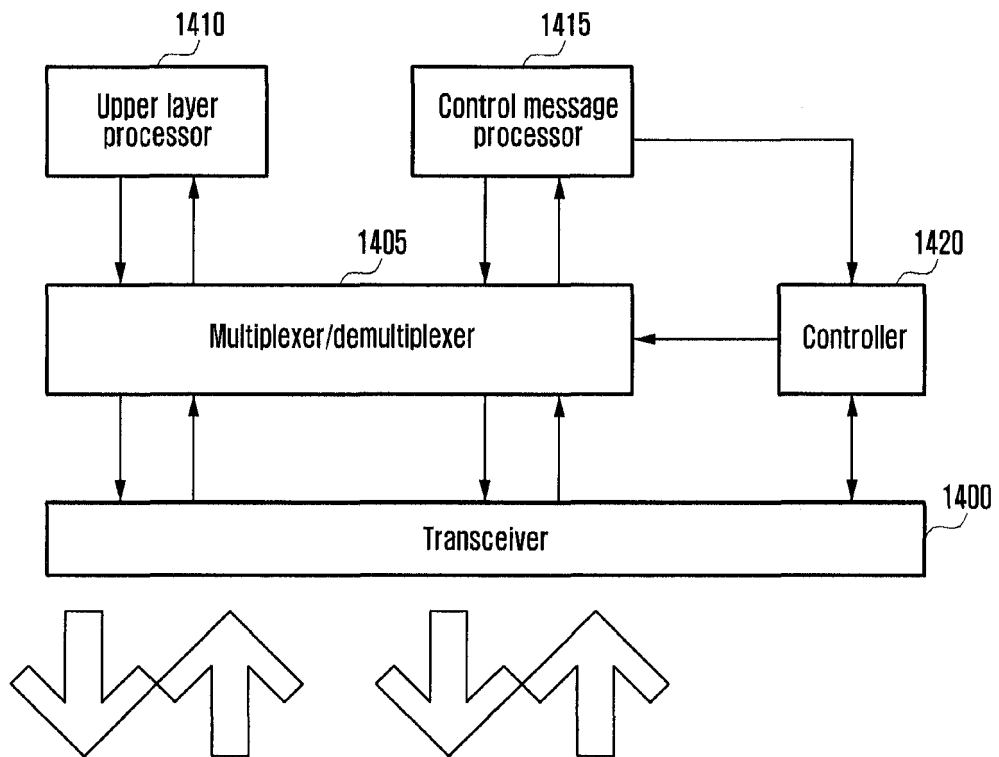 1410
Upper layer
processor
1415
Control message
processor
1405
Multiplexer/demultiplexer
1420
Controller
1400
Transceiver